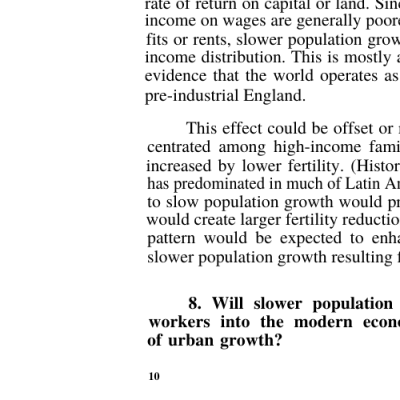 rate of return on capital or land. Sin
income on wages are generally poore
fits or rents, slower population grow
income distribution. This is mostly a
evidence that the world operates as
pre-industrial England.
This effect could be offset or
centrated among high-income fami
increased by lower fertility. (Histor
has predominated in much of Latin Am
to slow population growth would pr
would create larger fertility reductio
pattern would be expected to enha
slower population growth resulting f
8. Will slower population
workers into the modern econo
of urban growth?
10